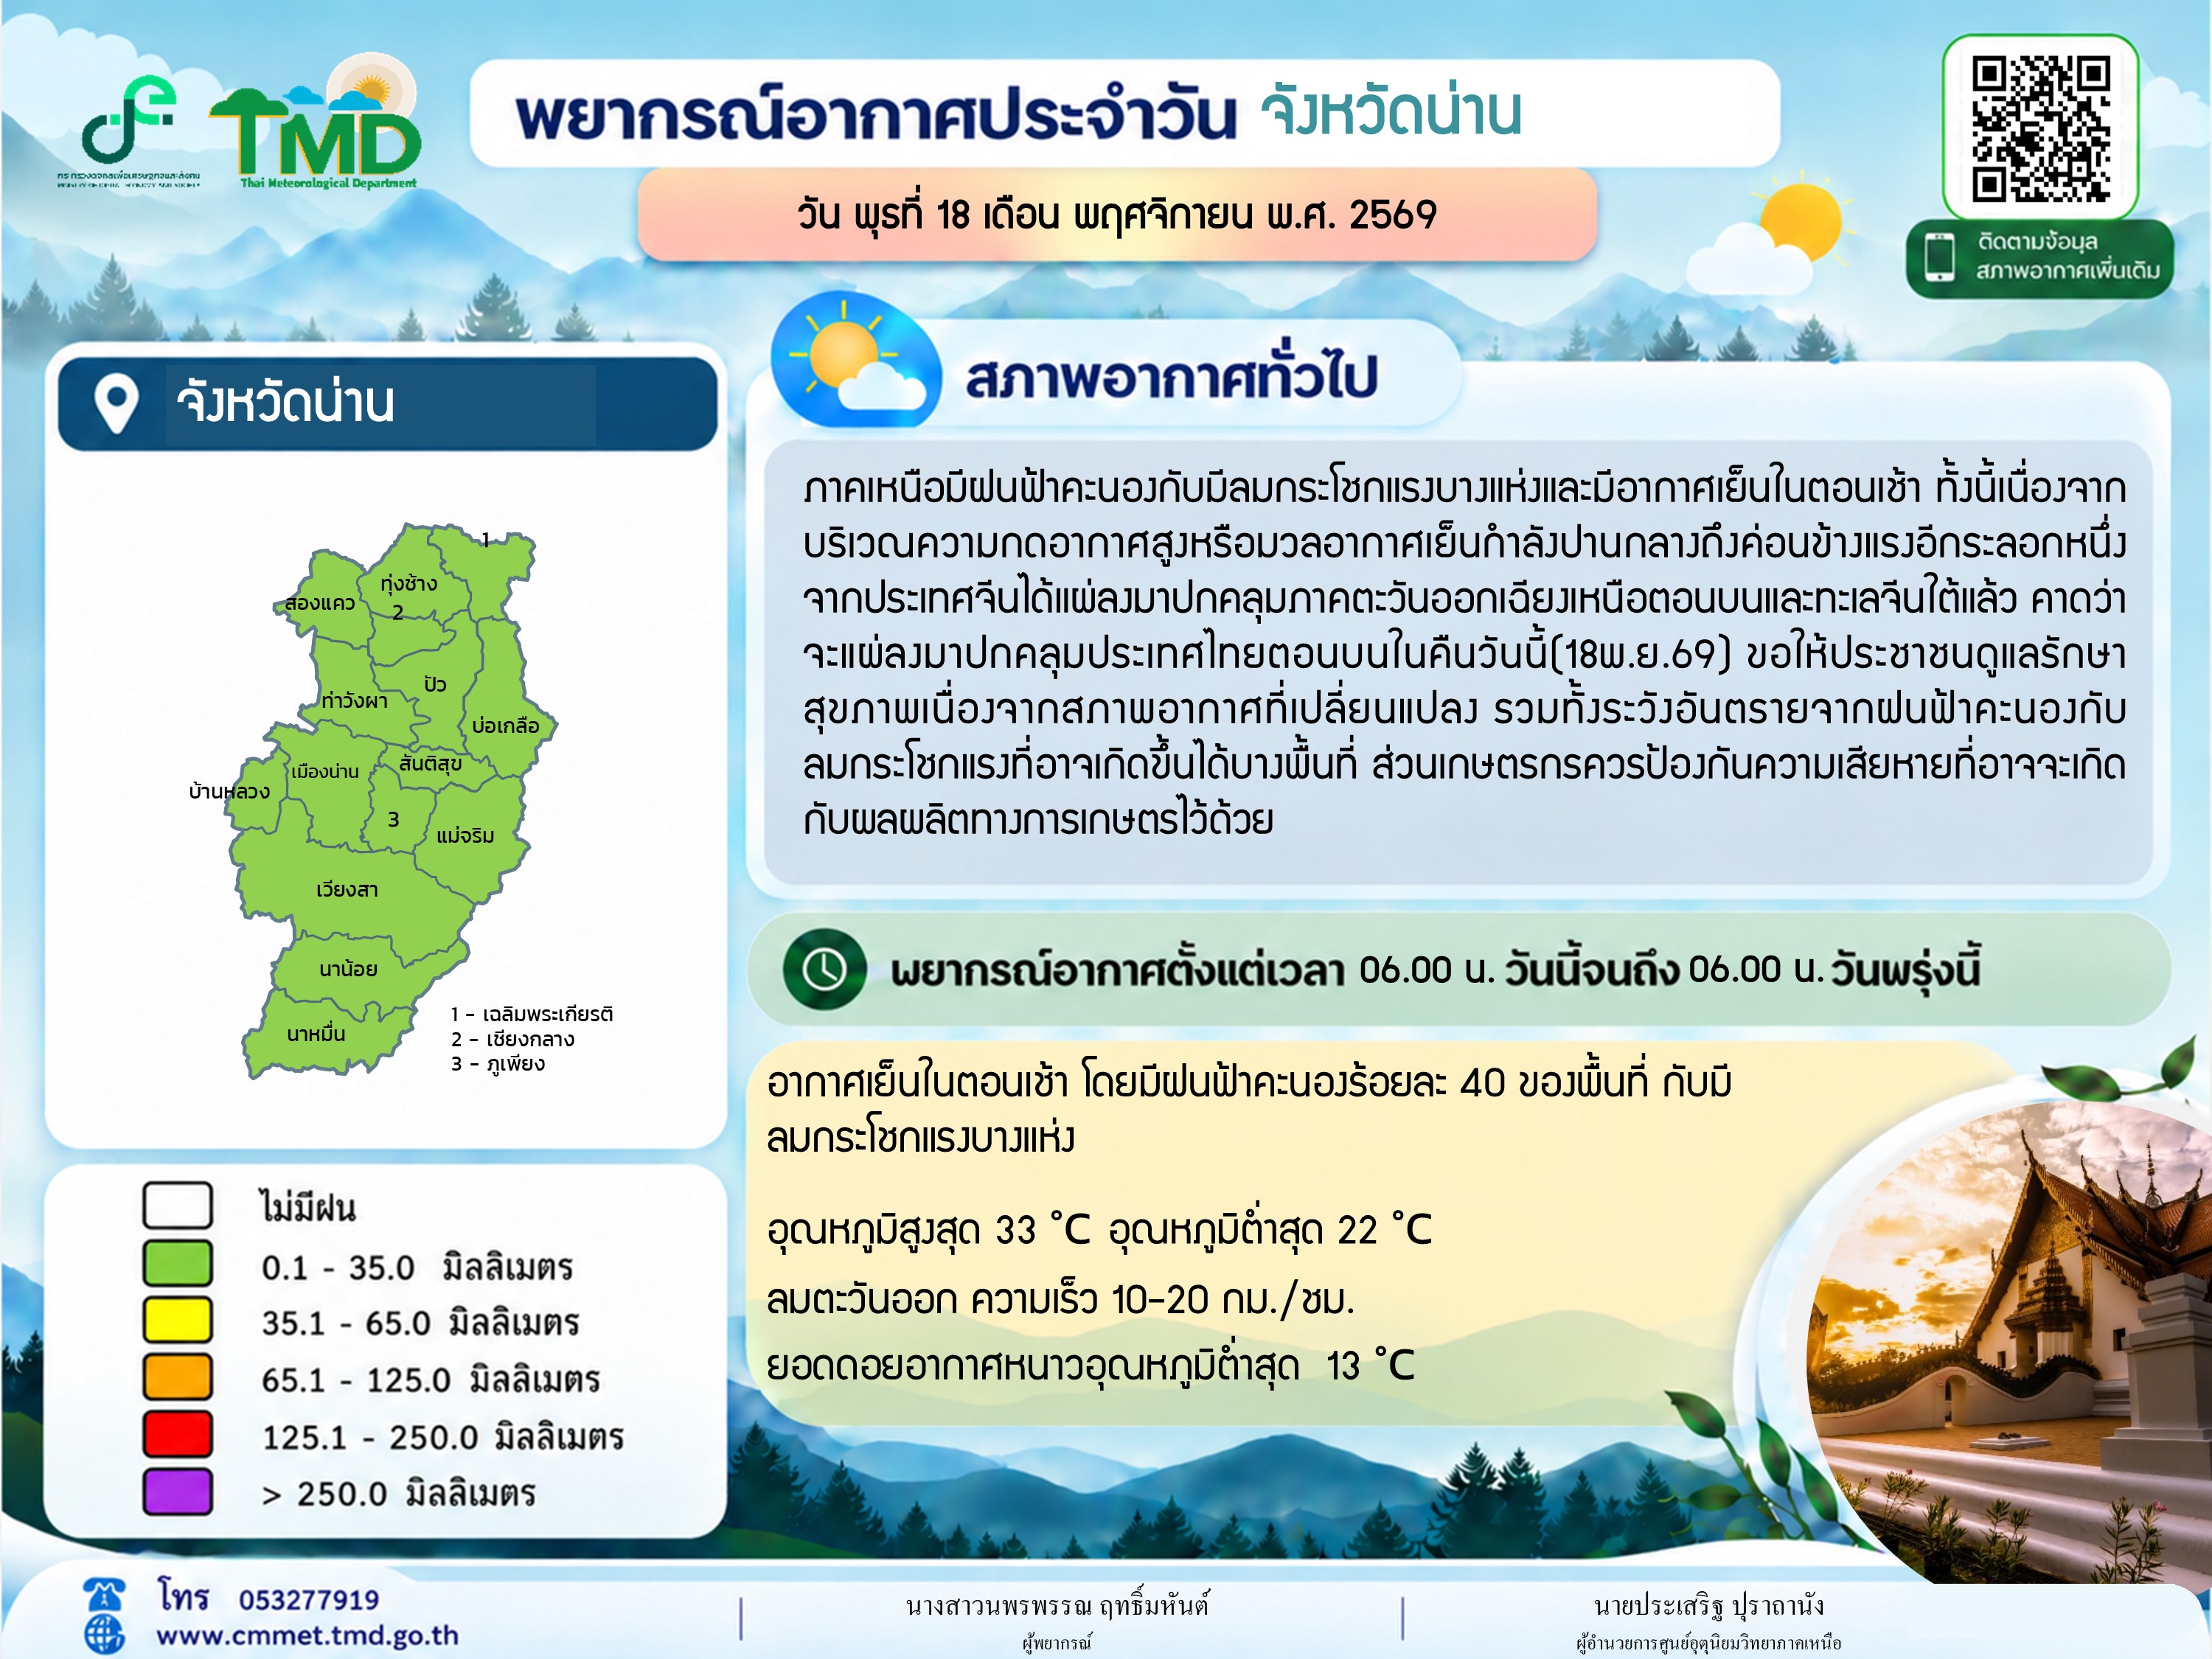 TMD
Thai Meteorological Department
พยากรณ์อากาศประจำวัน จังหวัดน่าน
วัน พุธที่ 18 เดือน พฤศจิกายน พ.ศ. 2569
ติดตามข้อมูล
สภาพอากาศเพิ่มเติม
จังหวัดน่าน
1
ทุ่งช้าง
สองแคว
2
ปัว
ท่าวังผา
บ่อเกลือ
สันติสุข
เมืองน่าน
บ้านหลวง
3
แม่จริม
เวียงสา
นาน้อย
นาหมื่น
1 - เฉลิมพระเกียรติ
2 - เชียงกลาง
3 - ภูเพียง
ไม่มีฝน
0.1 - 35.0 มิลลิเมตร
35.1 - 65.0 มิลลิเมตร
65.1 - 125.0 มิลลิเมตร
125.1 - 250.0 มิลลิเมตร
> 250.0 มิลลิเมตร
สภาพอากาศทั่วไป
ภาคเหนือมีฝนฟ้าคะนองกับมีลมกระโชกแรงบางแห่งและมีอากาศเย็นในตอนเช้า ทั้งนี้เนื่องจาก
บริเวณความกดอากาศสูงหรือมวลอากาศเย็นกำลังปานกลางถึงค่อนข้างแรงอีกระลอกหนึ่ง
จากประเทศจีนได้แผ่ลงมาปกคลุมภาคตะวันออกเฉียงเหนือตอนบนและทะเลจีนใต้แล้ว คาดว่า
จะแผ่ลงมาปกคลุมประเทศไทยตอนบนในคืนวันนี้(18พ.ย.69) ขอให้ประชาชนดูแลรักษา
สุขภาพเนื่องจากสภาพอากาศที่เปลี่ยนแปลง รวมทั้งระวังอันตรายจากฝนฟ้าคะนองกับ
ลมกระโชกแรงที่อาจเกิดขึ้นได้บางพื้นที่ ส่วนเกษตรกรควรป้องกันความเสียหายที่อาจจะเกิด
กับผลผลิตทางการเกษตรไว้ด้วย
พยากรณ์อากาศตั้งแต่เวลา 06.00 น. วันนี้จนถึง 06.00 น. วันพรุ่งนี้
อากาศเย็นในตอนเช้า โดยมีฝนฟ้าคะนองร้อยละ 40 ของพื้นที่ กับมี
ลมกระโชกแรงบางแห่ง
อุณหภูมิสูงสุด 33 °C อุณหภูมิต่ำสุด 22 °C
ลมตะวันออก ความเร็ว 10-20 กม./ชม.
ยอดดอยอากาศหนาวอุณหภูมิต่ำสุด 13 °C
โทร 053277919
www.cmmet.tmd.go.th
นางสาวนพรพรรณ ฤทธิ์มหันต์
ผู้พยากรณ์
นายประเสริฐ ปุราถานัง
ผู้อำนวยการศูนย์อุตุนิยมวิทยาภาคเหนือ